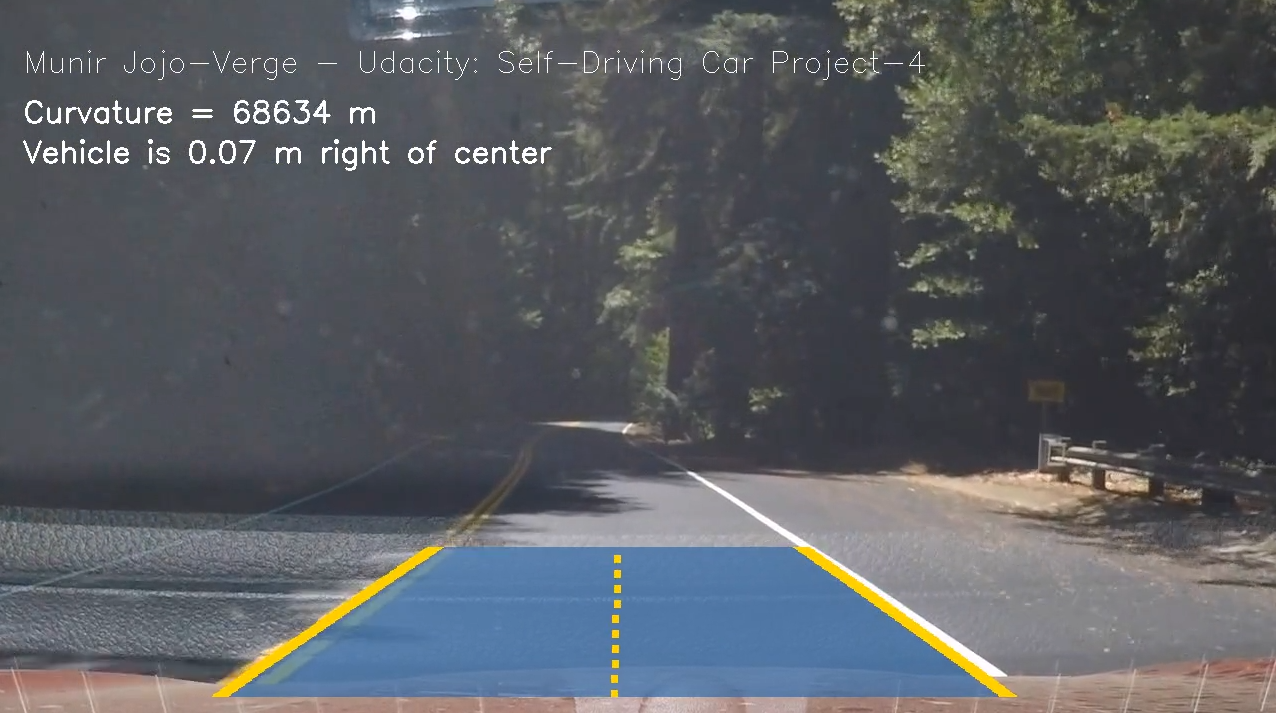 Munir Jojo-Verge - Udacity: Self-Driving Car Project-4
Curvature = 68634 m
Vehicle is 0.07 m right of center